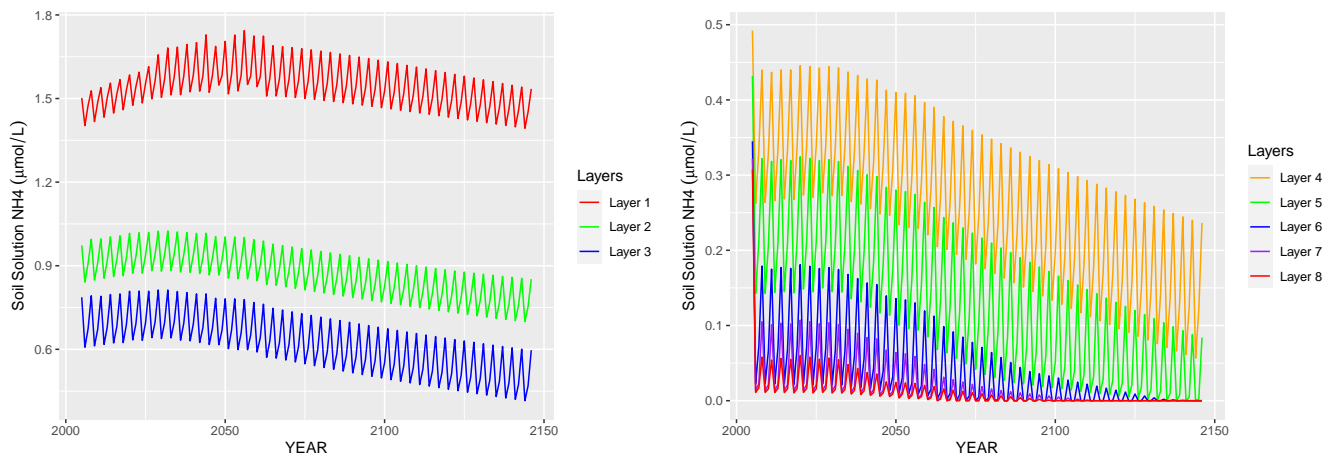 Soil Solution NH4 (μmol/L)
1.8
1.5
1.2
0.9
0.6
2000
2050
2100
2150
YEAR
Layers
Layer 1
Layer 2
Layer 3
Soil Solution NH4 (μmol/L)
0.5
0.4
0.3
0.2
0.1
0.0
2000
2050
2100
2150
YEAR
Layers
Layer 4
Layer 5
Layer 6
Layer 7
Layer 8